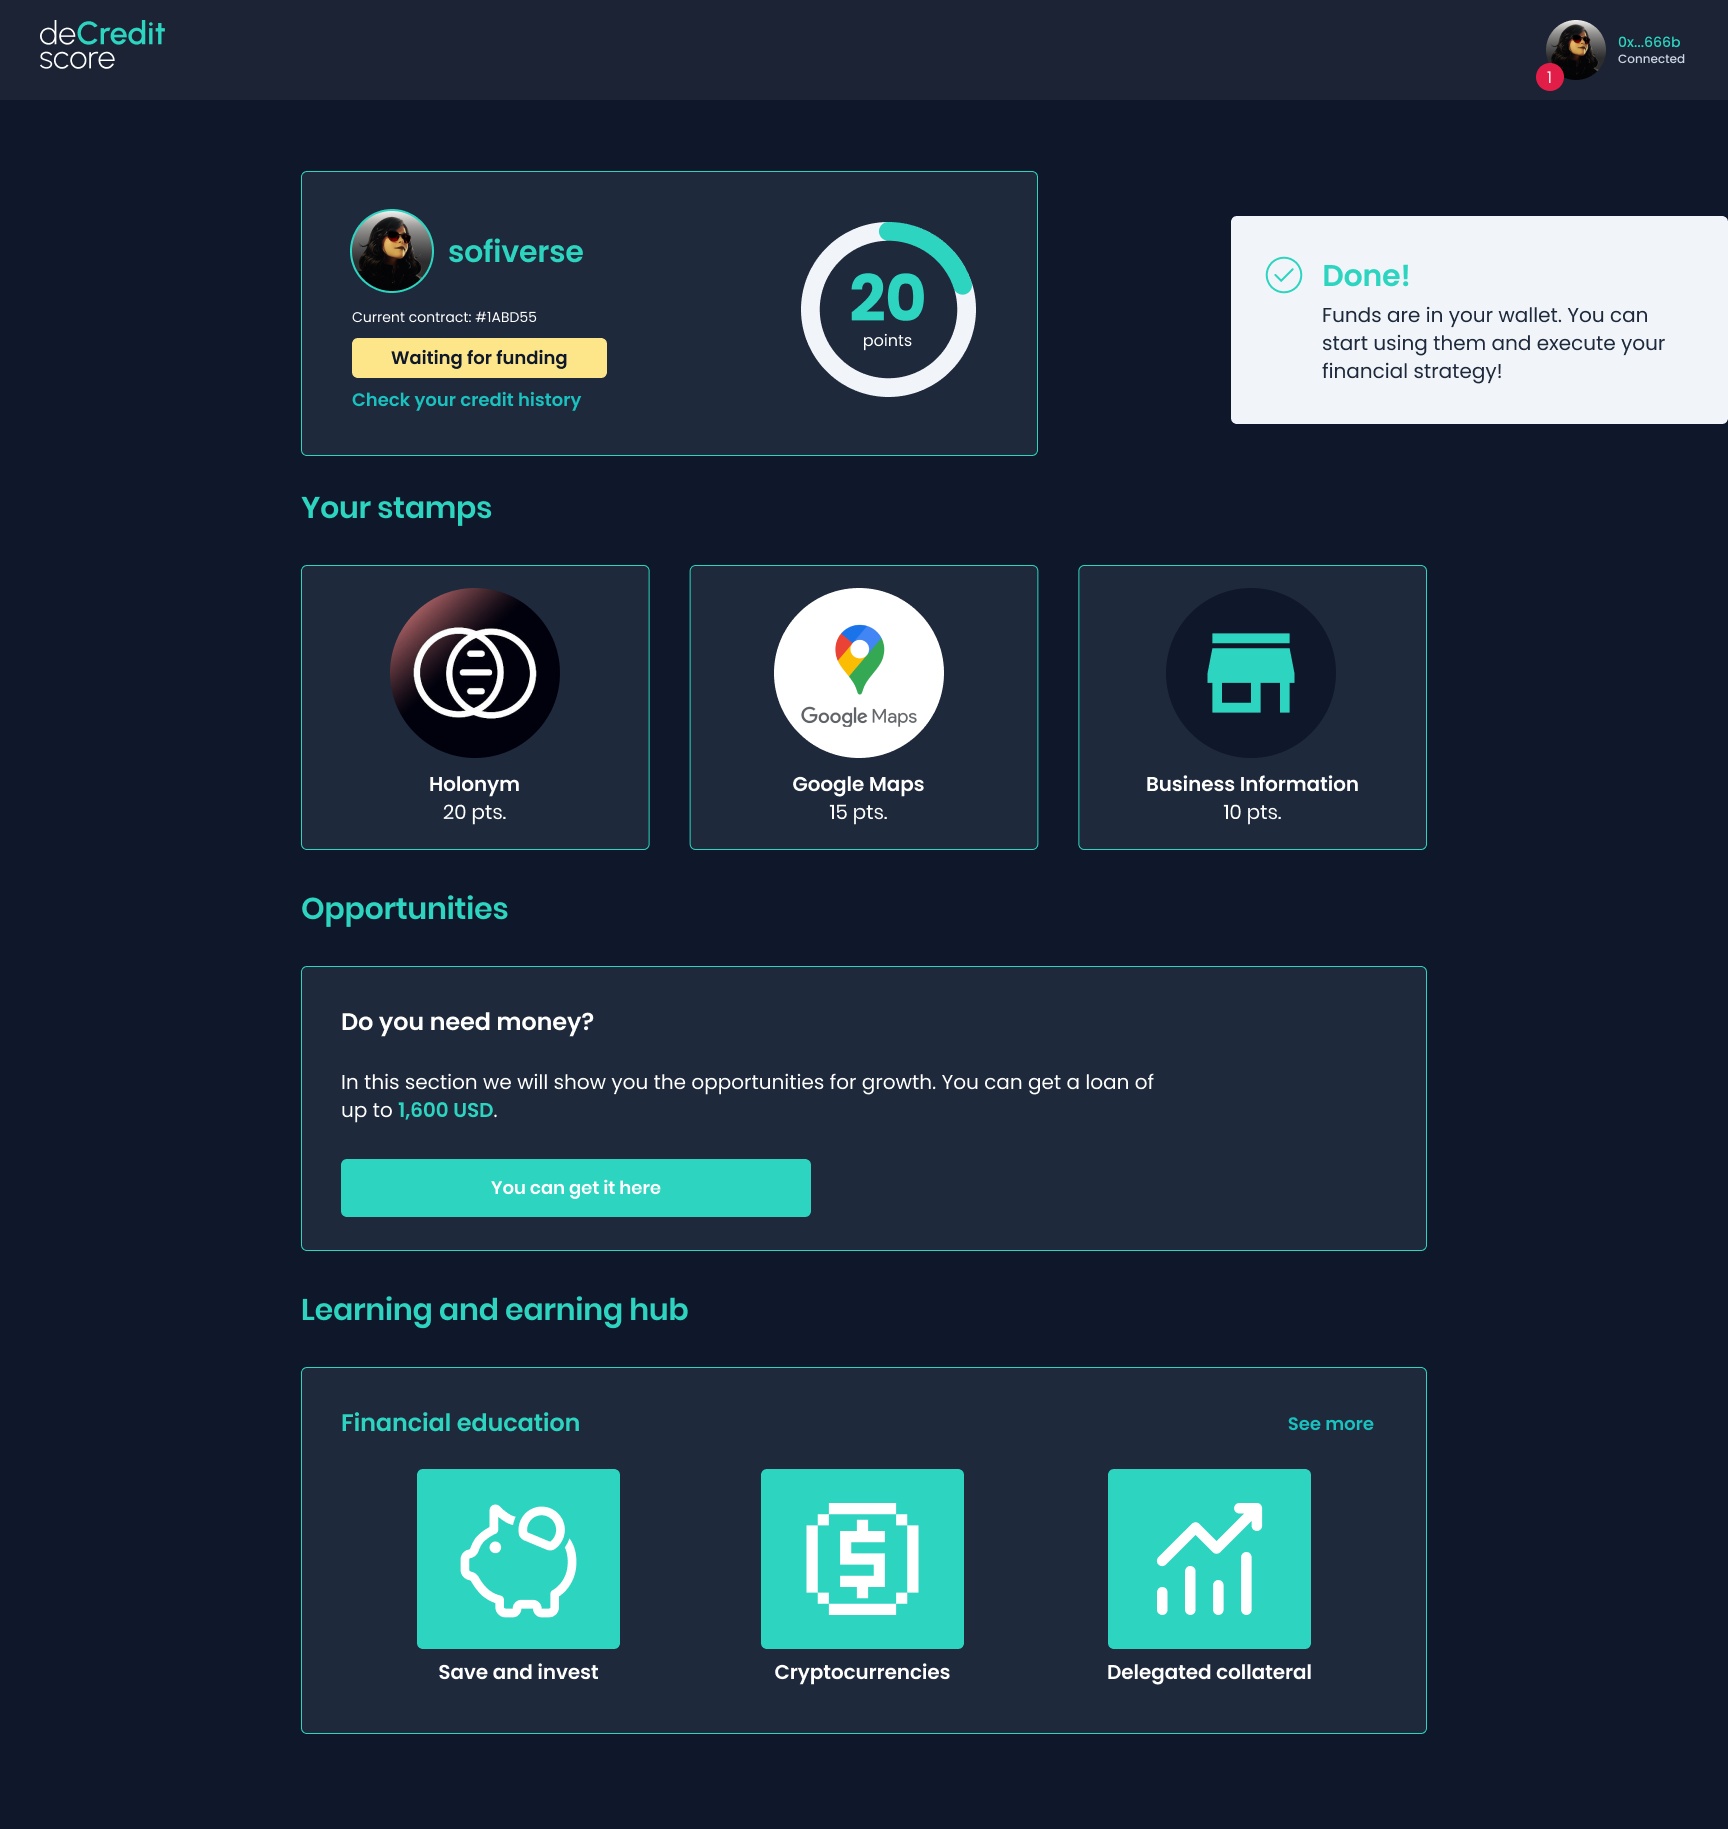 deCredit
score
0x...666b
Connected
1
sofiverse
Current contract: #1ABD55
Waiting for funding
Check your credit history
20
points
Done!
Funds are in your wallet. You can
start using them and execute your
financial strategy!
Your stamps
Google Maps
Holonym
20 pts.
Google Maps
15 pts.
Business Information
10 pts.
Opportunities
Do you need money?
In this section we will show you the opportunities for growth. You can get a loan of
up to 1,600 USD.
You can get it here
Learning and earning hub
Financial education
See more
Save and invest
Cryptocurrencies
Delegated collateral